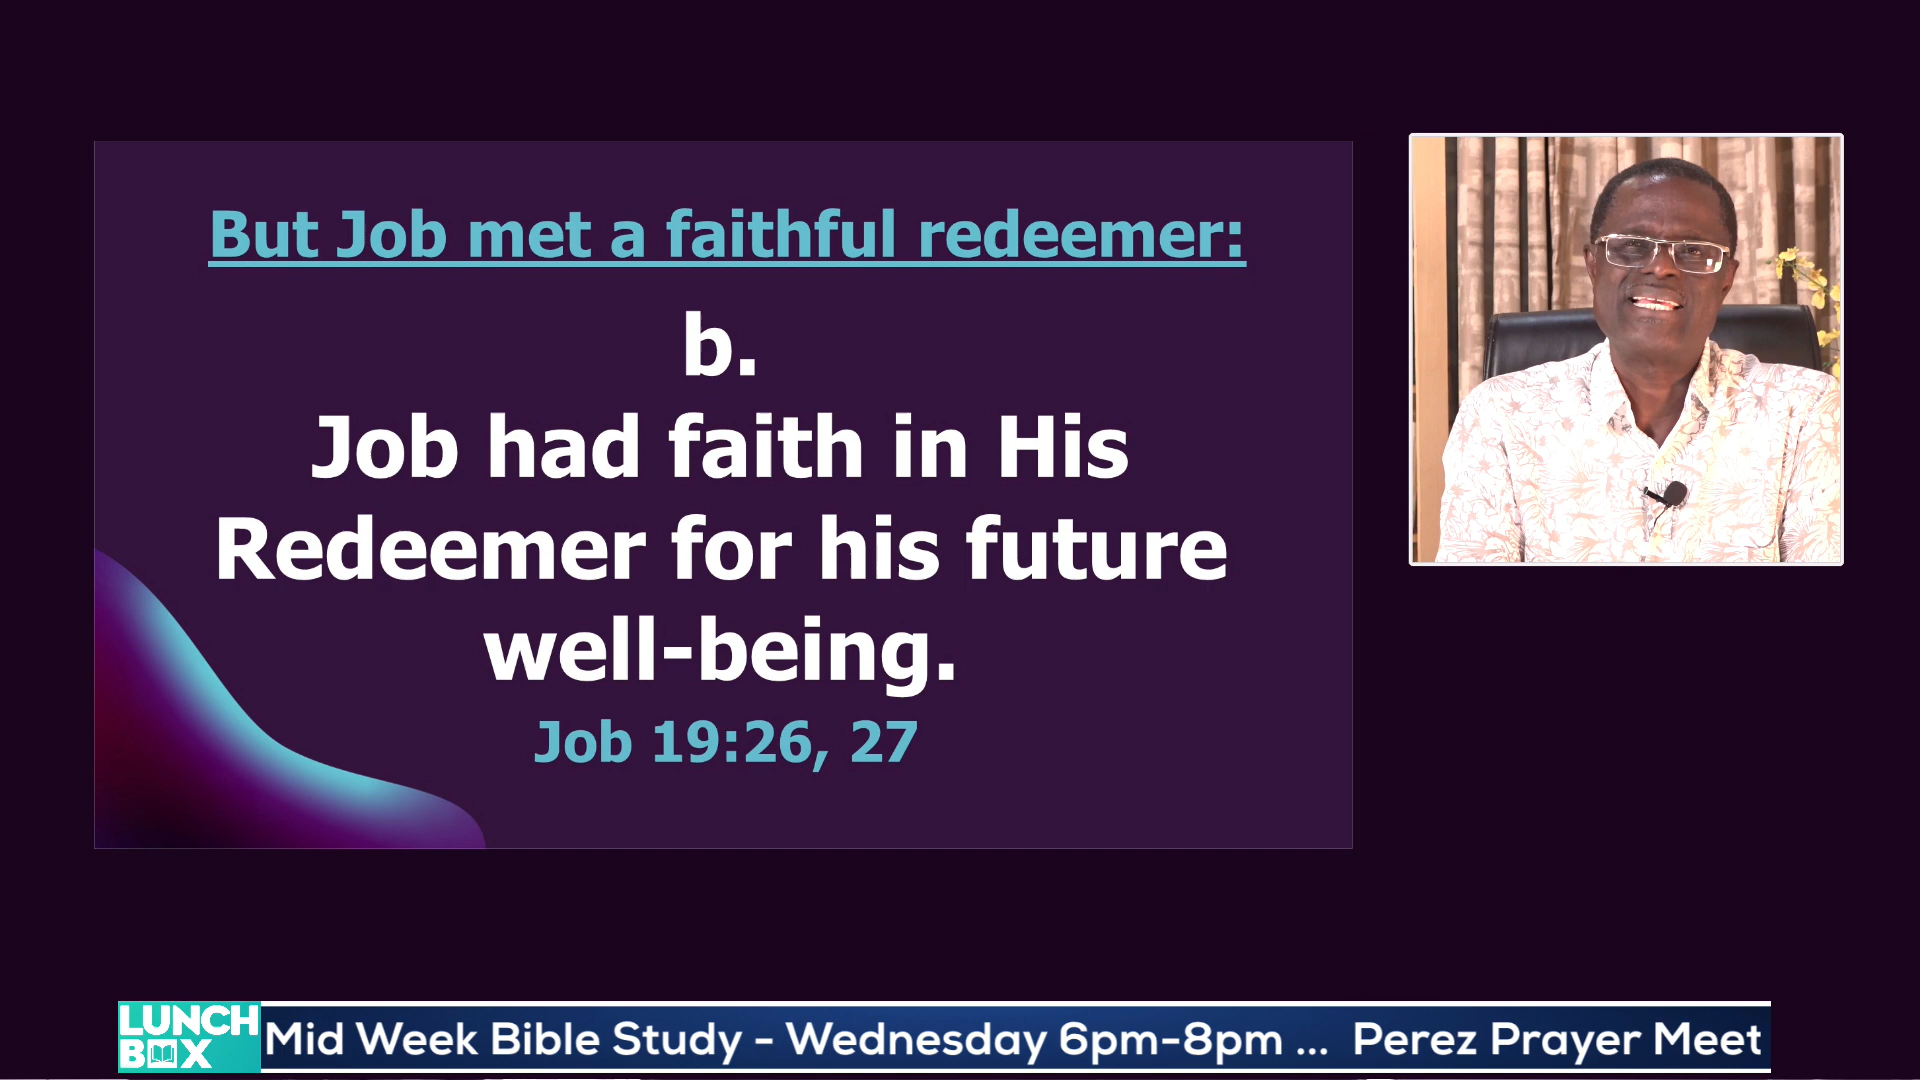 But Job met a faithful redeemer:
b.
Job had faith in His
Redeemer for his future
well-being.
Job 19:26, 27
LUNCH
BOX
Mid Week Bible Study - Wednesday 6pm-8pm ... Perez Prayer Meet